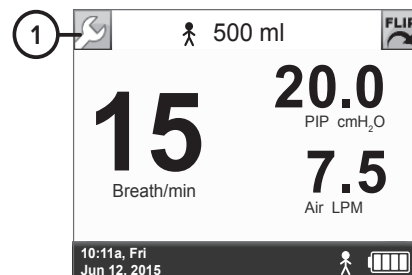 1
500 ml
FLIP
15
Breath/min
20.0
PIP cmH₂O
7.5
Air LPM
10:11a, Fri
Jun 12, 2015